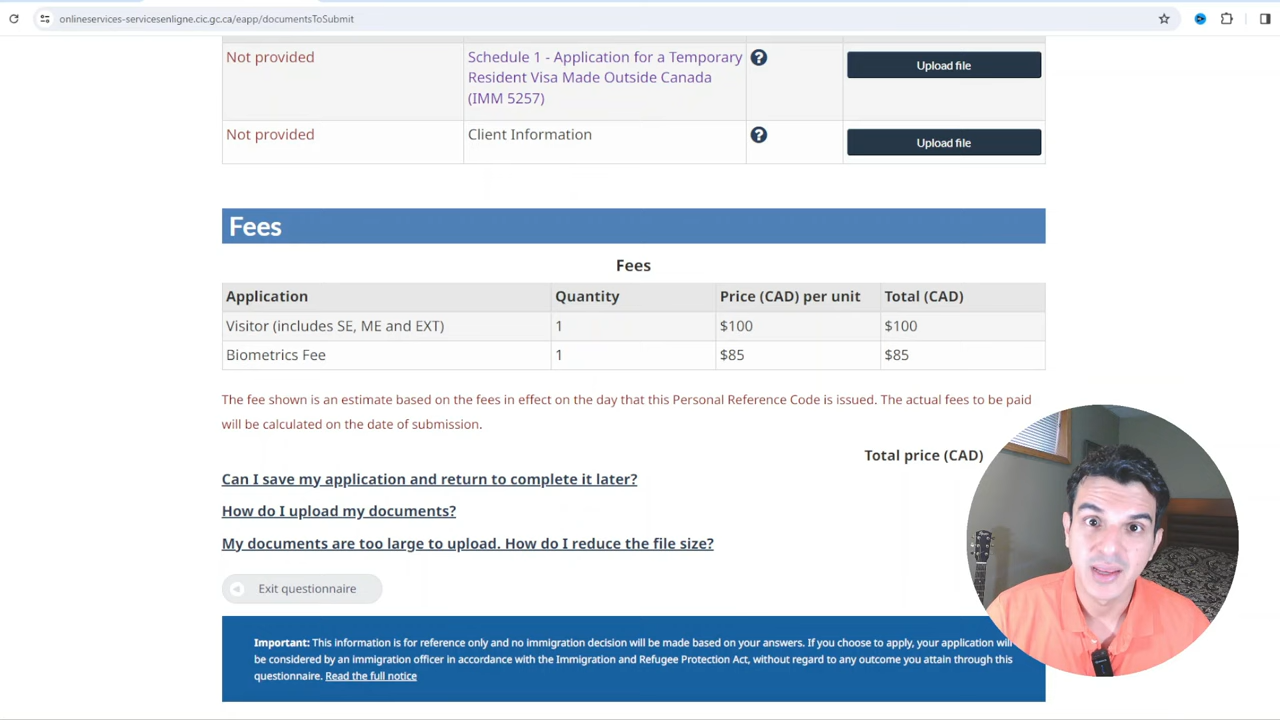 onlineservices-servicesenligne.cic.gc.ca/eapp/documentsToSubmit
Not provided
Schedule 1 - Application for a Temporary
Resident Visa Made Outside Canada
(IMM 5257)
?
Upload file
Not provided
Client Information
?
Upload file
Fees
Fees
Application Quantity Price (CAD) per unit Total (CAD)
Visitor (includes SE, ME and EXT) 1 $100 $100
Biometrics Fee 1 $85 $85
The fee shown is an estimate based on the fees in effect on the day that this Personal Reference Code is issued. The actual fees to be paid
will be calculated on the date of submission.
Total price (CAD)
Can I save my application and return to complete it later?
How do I upload my documents?
My documents are too large to upload. How do I reduce the file size?
Exit questionnaire
Important: This information is for reference only and no immigration decision will be made based on your answers. If you choose to apply, your application will
be considered by an immigration officer in accordance with the Immigration and Refugee Protection Act, without regard to any outcome you attain through this
questionnaire. Read the full notice